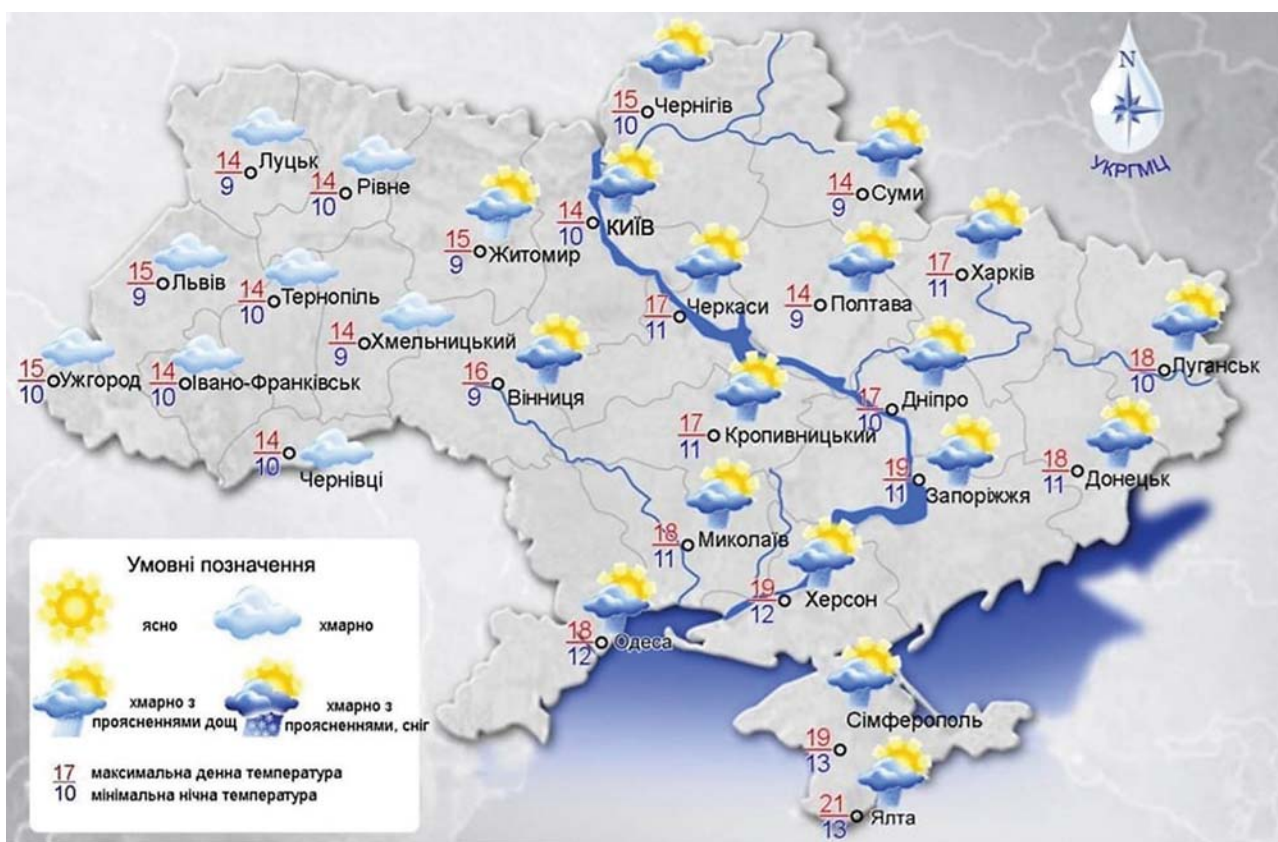 N
УКРГМЦ
15
10
Чернігів
14
9
Луцьк
14
10
Рівне
14
9
Суми
14
10
КИЇВ
15
9
Житомир
17
11
Харків
15
9
Львів
14
10
Тернопіль
17
11
Черкаси
14
9
Полтава
14
9
Хмельницький
18
10
Луганськ
15
10
Ужгород
14
10
Івано-Франківськ
16
9
Вінниця
17
10
Дніпро
17
11
Кропивницький
14
10
Чернівці
19
11
Запоріжжя
18
11
Донецьк
18
11
Миколаїв
19
12
Херсон
18
12
Одеса
Сімферополь
19
13
21
13
Ялта
Умовні позначення
ясно
хмарно
хмарно з
проясненнями дощ
хмарно з
проясненнями, сніг
17
10
максимальна денна температура
мінімальна нічна температура